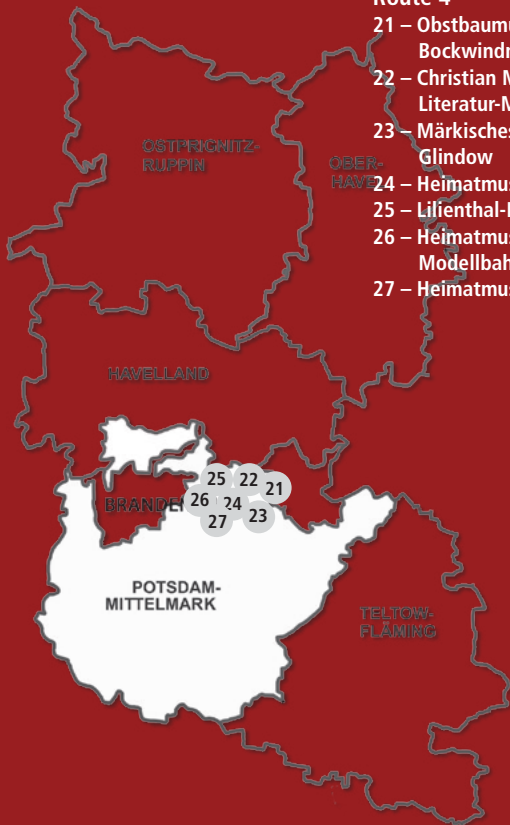 Route 4
21 – Obstbaumu
Bockwindm
22 – Christian M
Literatur-M
23 – Märkisches
Glindow
24 – Heimatmus
25 – Lilienthal-
26 – Heimatmus
Modellbah
27 – Heimatmus
OSTPRIGNITZ-
RUPPIN
OBER-
HAVEL
HAVELLAND
BRANDEN
25 22 21
26 24 23
27
POTSDAM-
MITTELMARK
TELTOW-
FLÄMING